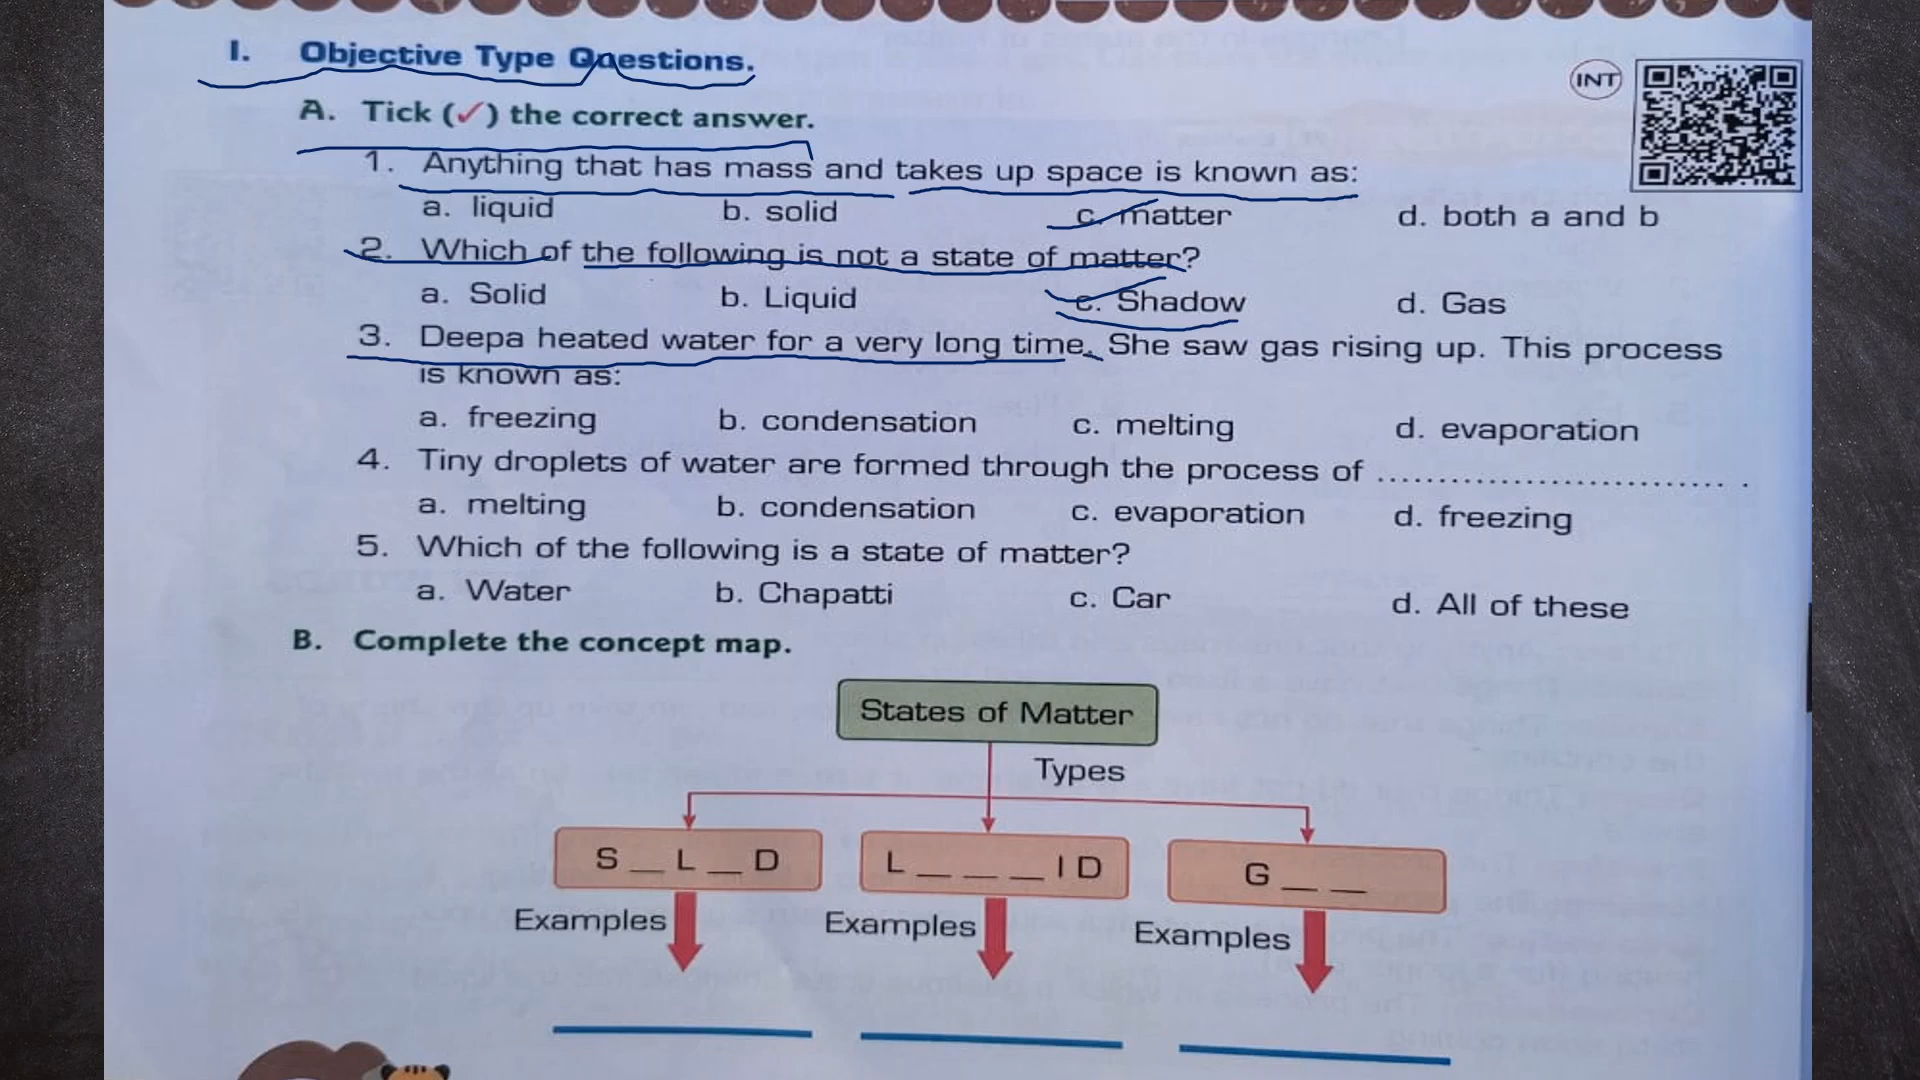 I. Objective Type Questions.
INT
A. Tick (✓) the correct answer.
1. Anything that has mass and takes up space is known as:
a. liquid b. solid c. matter d. both a and b
2. Which of the following is not a state of matter?
a. Solid b. Liquid c. Shadow d. Gas
3. Deepa heated water for a very long time. She saw gas rising up. This process
is known as:
a. freezing b. condensation c. melting d. evaporation
4. Tiny droplets of water are formed through the process of ............................. .
a. melting b. condensation c. evaporation d. freezing
5. Which of the following is a state of matter?
a. Water b. Chapatti c. Car d. All of these
B. Complete the concept map.
States of Matter
Types
S _ L _ D L _ _ _ I D G _ _
Examples Examples Examples